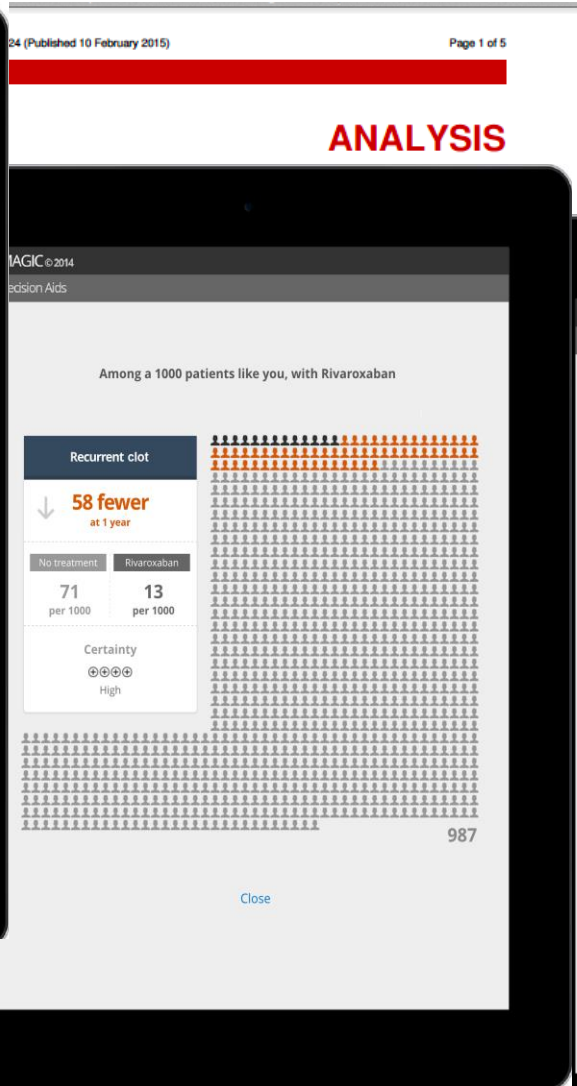 24 (Published 10 February 2015) Page 1 of 5
ANALYSIS
MAGIC © 2014
ecision Aids
Among a 1000 patients like you, with Rivaroxaban
Recurrent clot
↓ 58 fewer
at 1 year
No treatment Rivaroxaban
71 13
per 1000 per 1000
Certainty
⊕⊕⊕⊕
High
987
Close